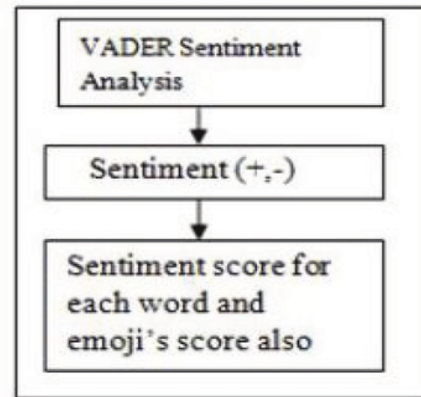 VADER Sentiment
Analysis
Sentiment (+,-)
Sentiment score for
each word and
emoji's score also